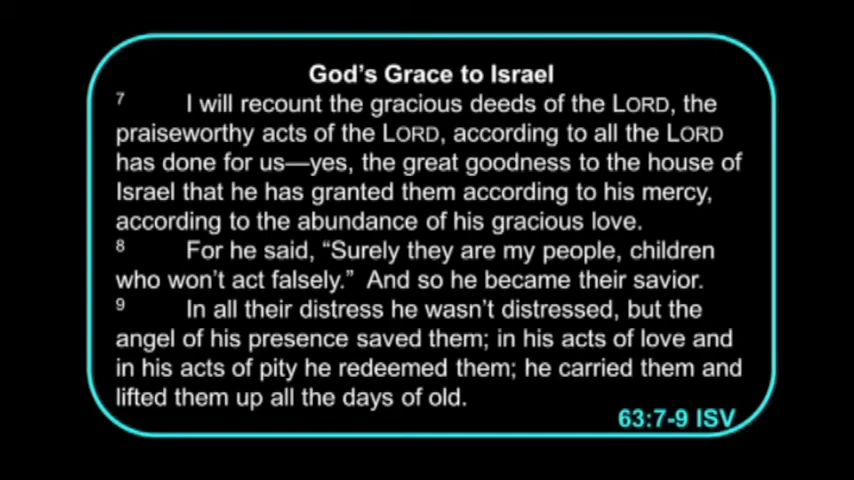 God's Grace to Israel
7 I will recount the gracious deeds of the LORD, the
praiseworthy acts of the LORD, according to all the LORD
has done for us—yes, the great goodness to the house of
Israel that he has granted them according to his mercy,
according to the abundance of his gracious love.
8 For he said, “Surely they are my people, children
who won’t act falsely.” And so he became their savior.
9 In all their distress he wasn’t distressed, but the
angel of his presence saved them; in his acts of love and
in his acts of pity he redeemed them; he carried them and
lifted them up all the days of old.
63:7-9 ISV